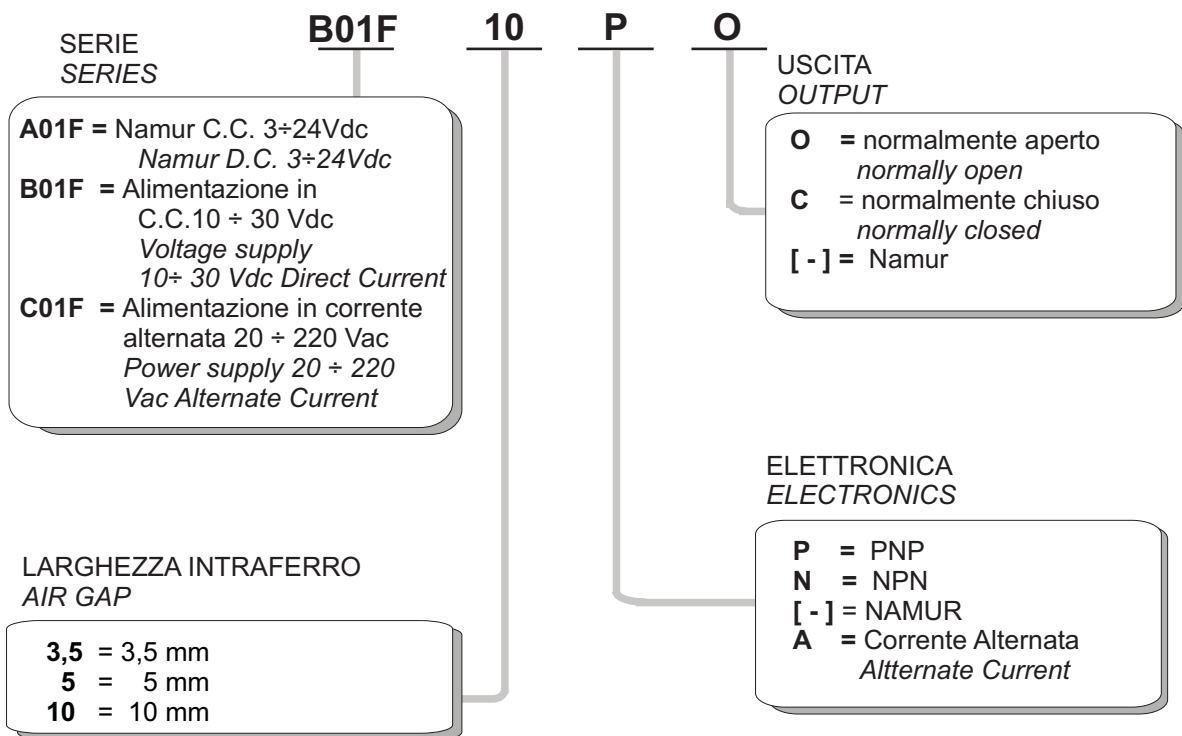 B01F 10 P O
SERIE
SERIES
A01F = Namur C.C. 3÷24Vdc
Namur D.C. 3÷24Vdc
B01F = Alimentazione in
C.C.10 ÷ 30 Vdc
Voltage supply
10÷ 30 Vdc Direct Current
C01F = Alimentazione in corrente
alternata 20 ÷ 220 Vac
Power supply 20 ÷ 220
Vac Alternate Current
USCITA
OUTPUT
O = normalmente aperto
normally open
C = normalmente chiuso
normally closed
[ - ] = Namur
LARGHEZZA INTRAFERRO
AIR GAP
3,5 = 3,5 mm
5 = 5 mm
10 = 10 mm
ELETTRONICA
ELECTRONICS
P = PNP
N = NPN
[ - ] = NAMUR
A = Corrente Alternata
Altternate Current